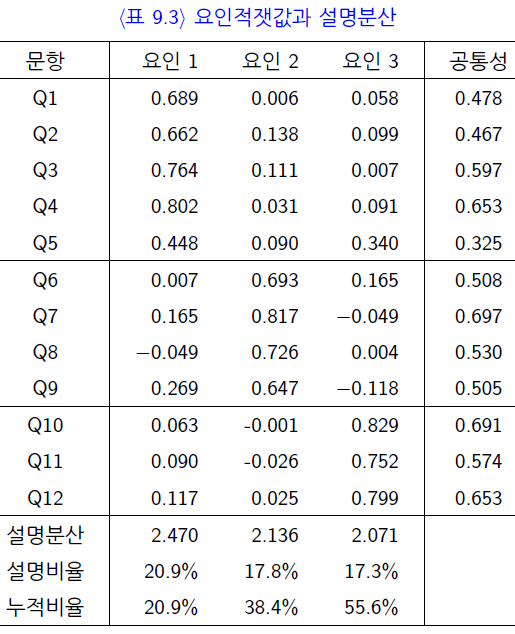 〈표 9.3〉 요인적잿값과 설명분산
문항 요인 1 요인 2 요인 3 공통성
Q1 0.689 0.006 0.058 0.478
Q2 0.662 0.138 0.099 0.467
Q3 0.764 0.111 0.007 0.597
Q4 0.802 0.031 0.091 0.653
Q5 0.448 0.090 0.340 0.325
Q6 0.007 0.693 0.165 0.508
Q7 0.165 0.817 −0.049 0.697
Q8 −0.049 0.726 0.004 0.530
Q9 0.269 0.647 −0.118 0.505
Q10 0.063 -0.001 0.829 0.691
Q11 0.090 -0.026 0.752 0.574
Q12 0.117 0.025 0.799 0.653
설명분산 2.470 2.136 2.071
설명비율 20.9% 17.8% 17.3%
누적비율 20.9% 38.4% 55.6%